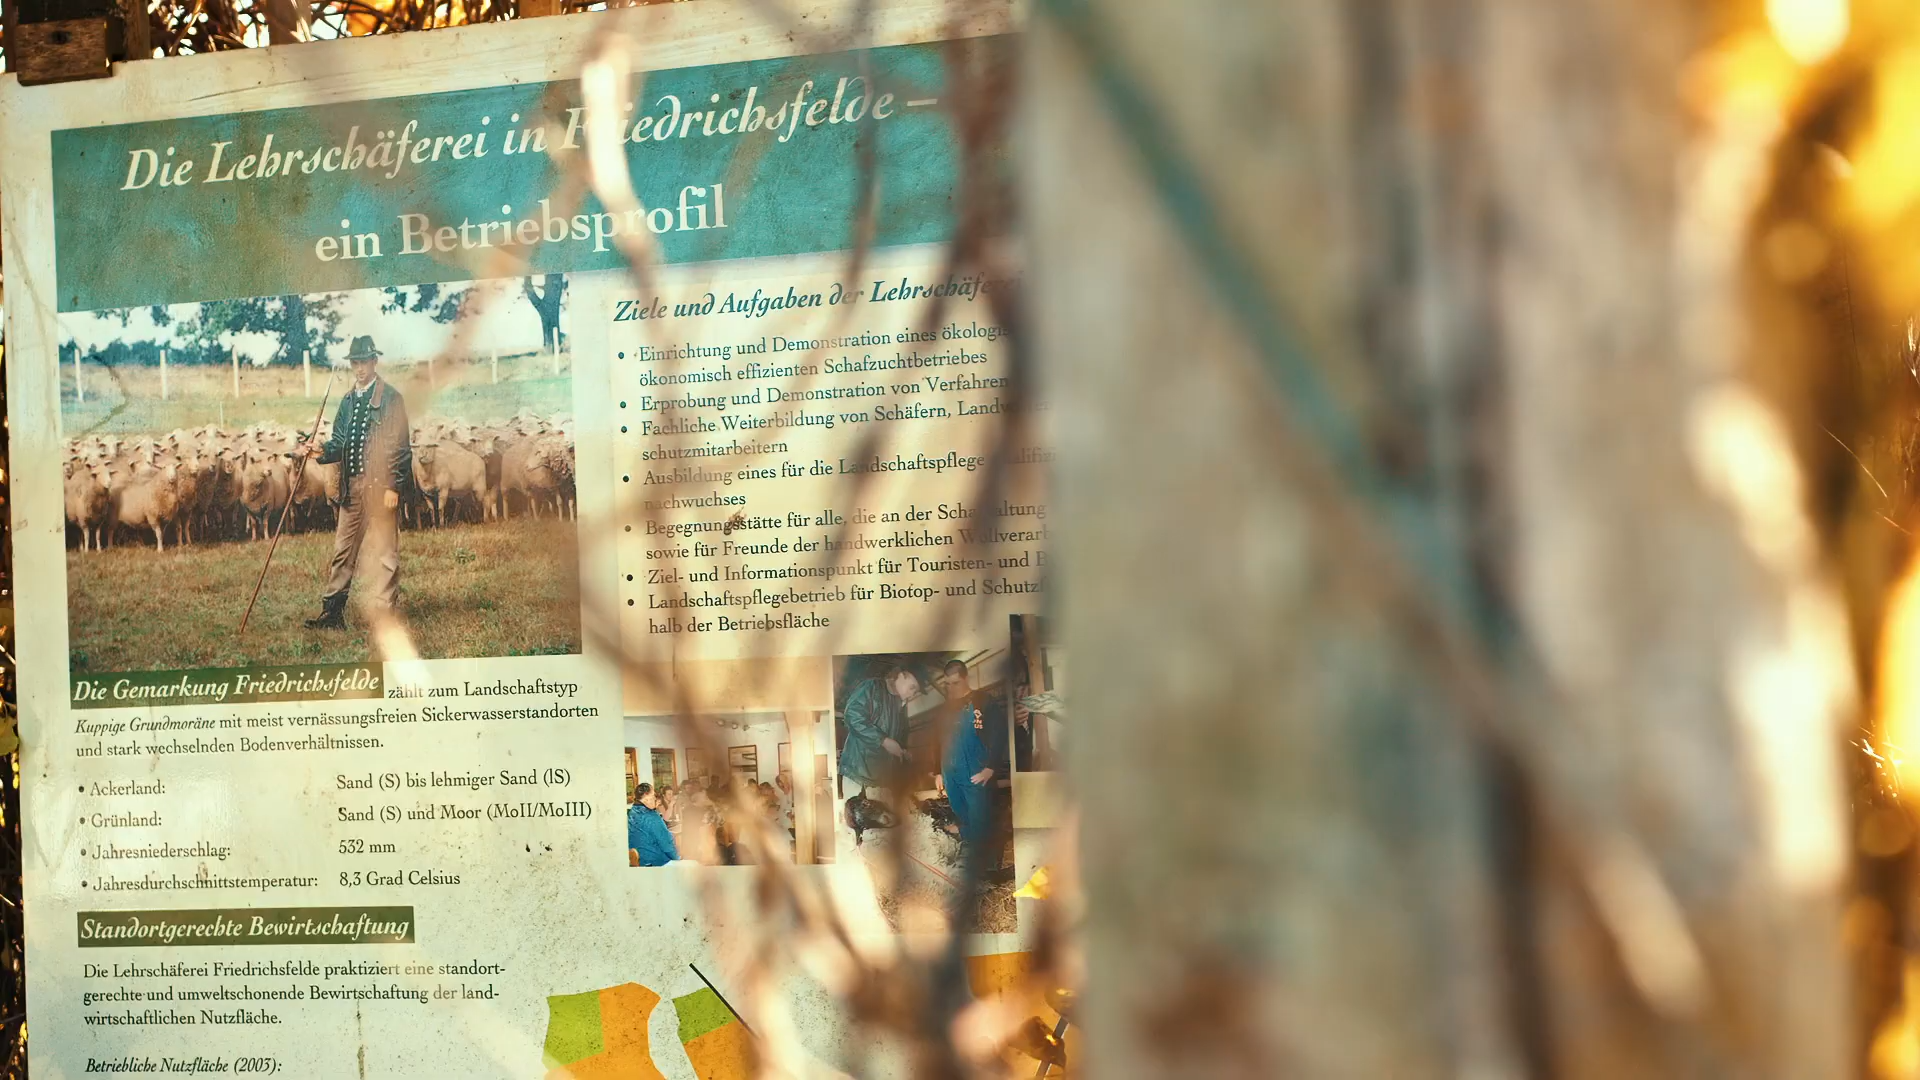 Die Lehrschäferei in Friedrichsfelde –
ein Betriebsprofil
Ziele und Aufgaben der Lehrschäferei
• Einrichtung und Demonstration eines
ökonomisch effizienten Schafzuchtbetriebes
• Erprobung und Demonstration von Verfahren
• Fachliche Weiterbildung von Schäfern,
schutzmitarbeitern
• Ausbildung eines für die Landschaftspflege
nachwuchses
• Begegnungsstätte für alle, die an der
sowie für Freunde der handwerklichen
• Ziel- und Informationspunkt für Touristen- und
• Landschaftspflegebetrieb für Biotop- und
halb der Betriebsfläche
Die Gemarkung Friedrichsfelde zählt zum Landschaftstyp
Kuppige Grundmoräne mit meist vernässungsfreien Sickerwasserstandorten
und stark wechselnden Bodenverhältnissen.
• Ackerland: Sand (S) bis lehmiger Sand (lS)
• Grünland: Sand (S) und Moor (MoII/MoIII)
• Jahresniederschlag: 532 mm
• Jahresdurchschnittstemperatur: 8,3 Grad Celsius
Standortgerechte Bewirtschaftung
Die Lehrschäferei Friedrichsfelde praktiziert eine standort-
gerechte und umweltschonende Bewirtschaftung der land-
wirtschaftlichen Nutzfläche.
Betriebliche Nutzfläche (2003):